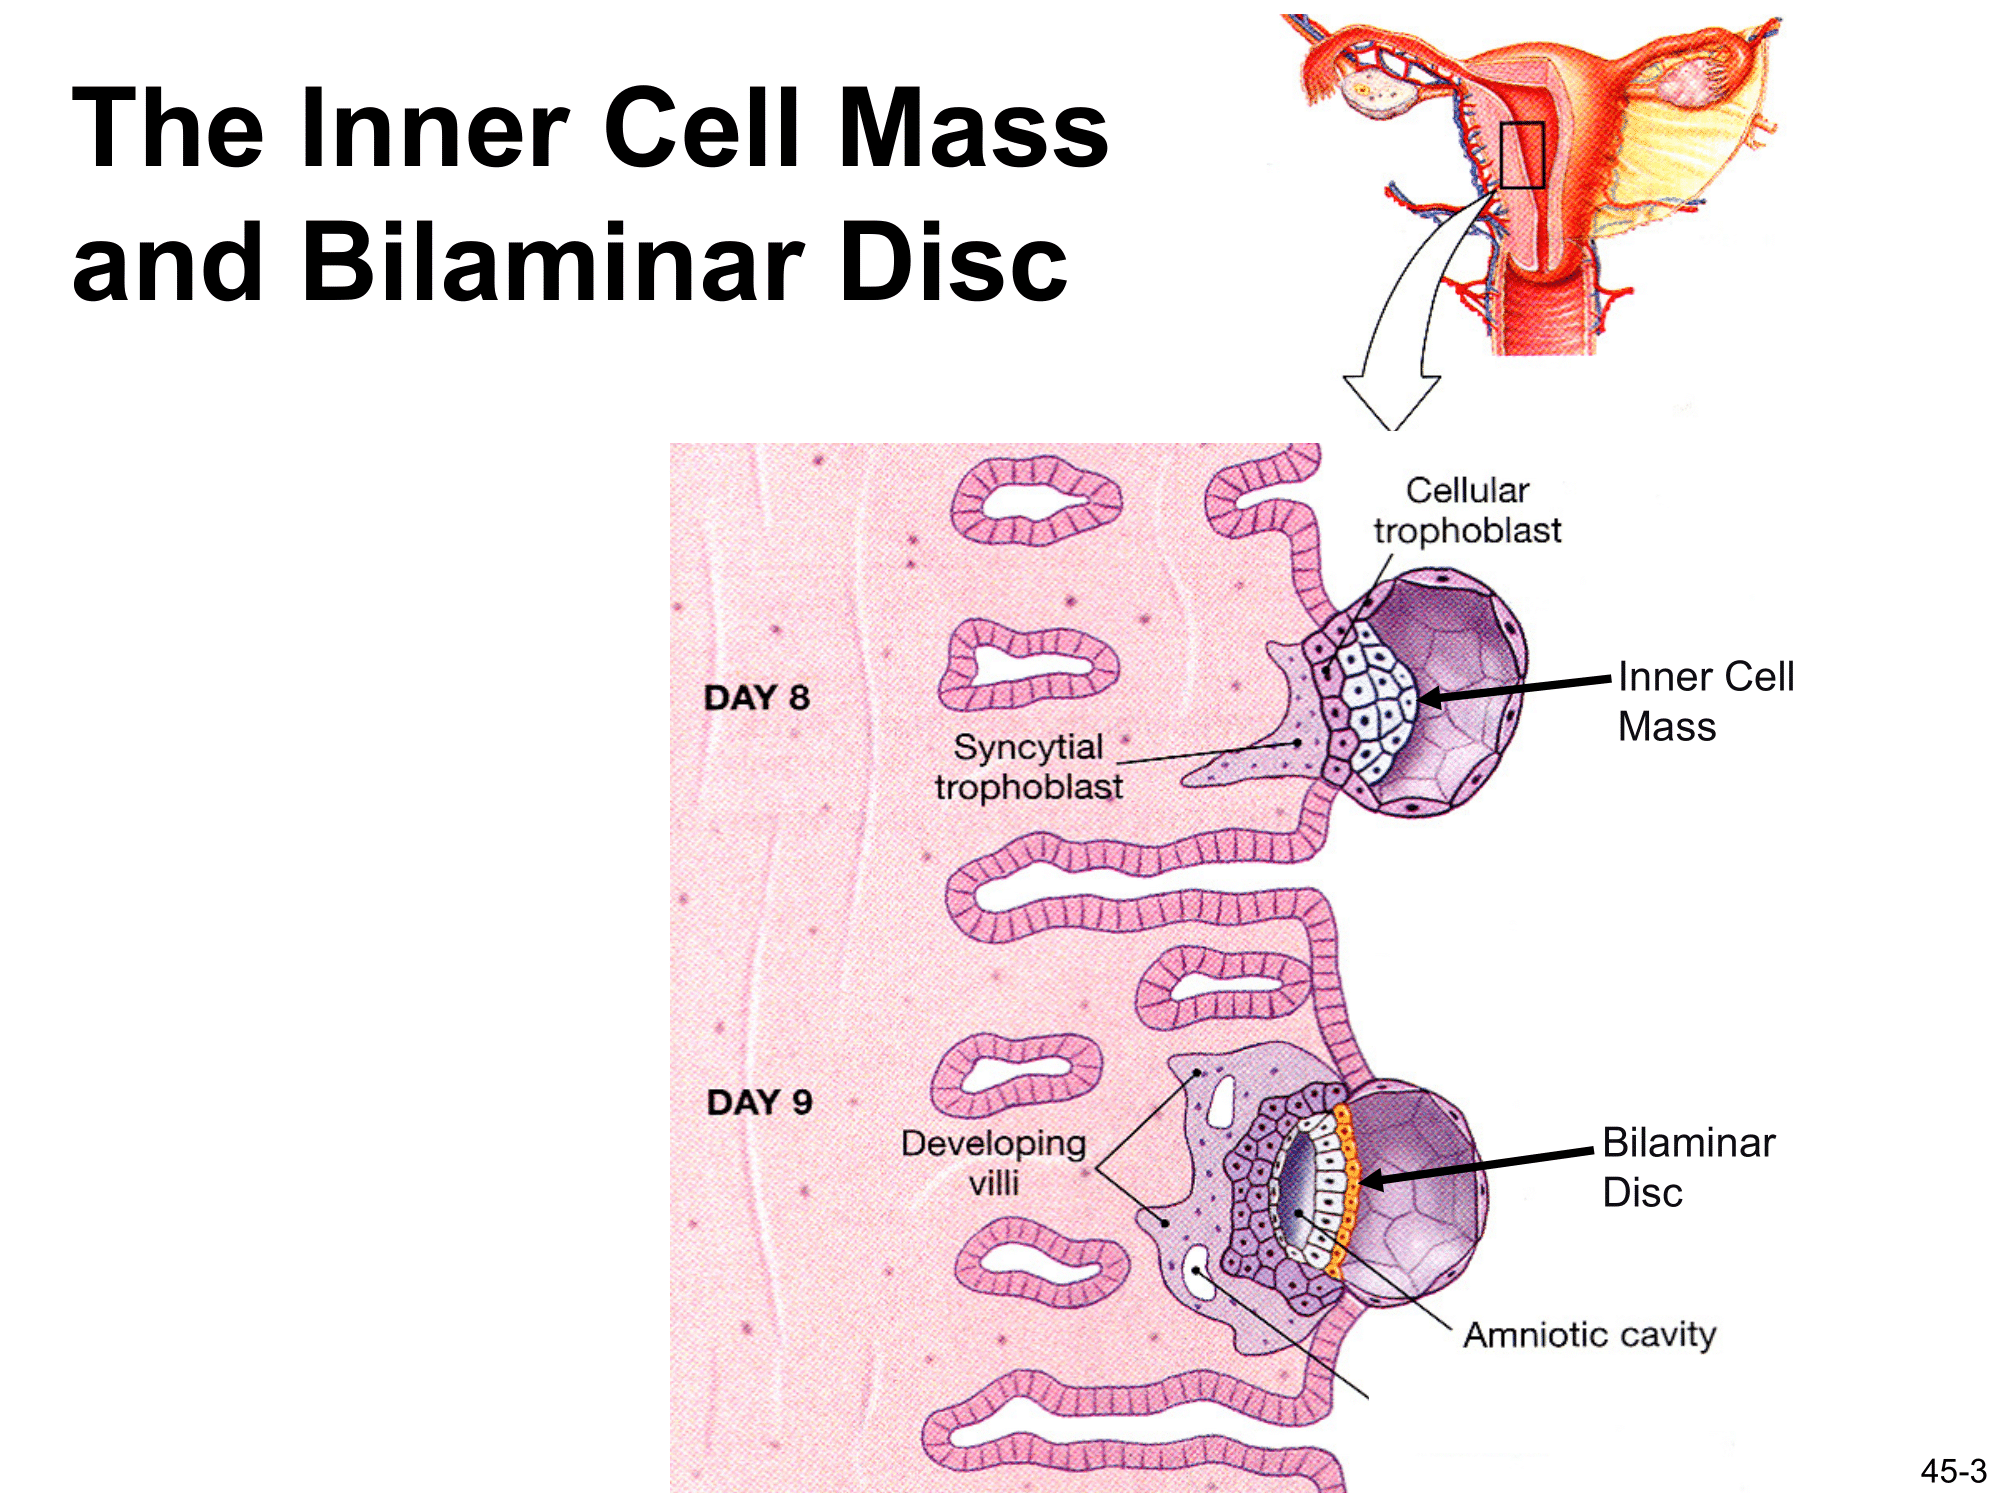 The Inner Cell Mass
and Bilaminar Disc
Cellular
trophoblast
Inner Cell
Mass
DAY 8
Syncytial
trophoblast
DAY 9
Developing
villi
Bilaminar
Disc
Amniotic cavity
45-3